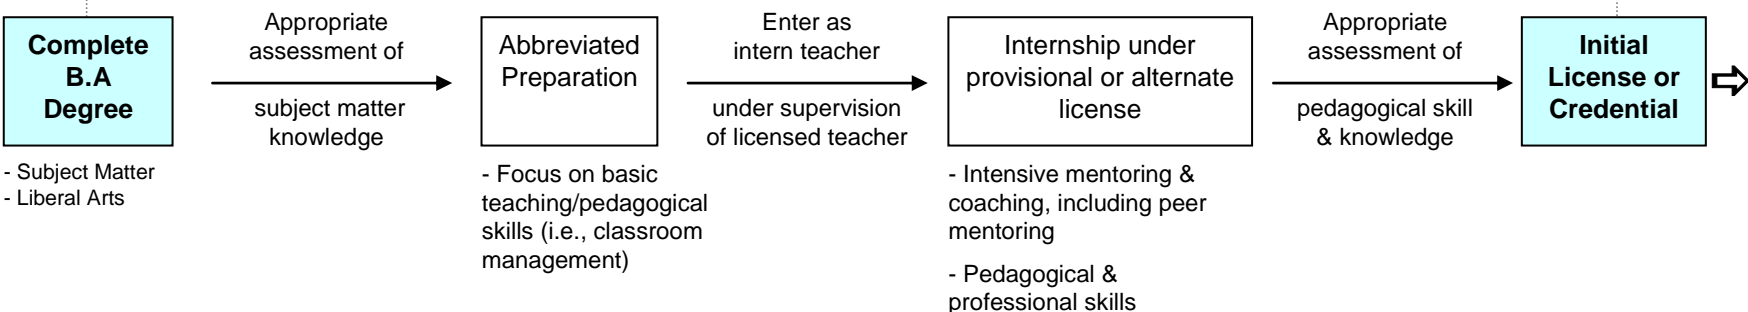 Complete
B.A
Degree
- Subject Matter
- Liberal Arts
Appropriate
assessment of
subject matter
knowledge
Abbreviated
Preparation
- Focus on basic
teaching/pedagogical
skills (i.e., classroom
management)
Enter as
intern teacher
under supervision
of licensed teacher
Internship under
provisional or alternate
license
- Intensive mentoring &
coaching, including peer
mentoring
- Pedagogical &
professional skills
Appropriate
assessment of
pedagogical skill
& knowledge
Initial
License or
Credential